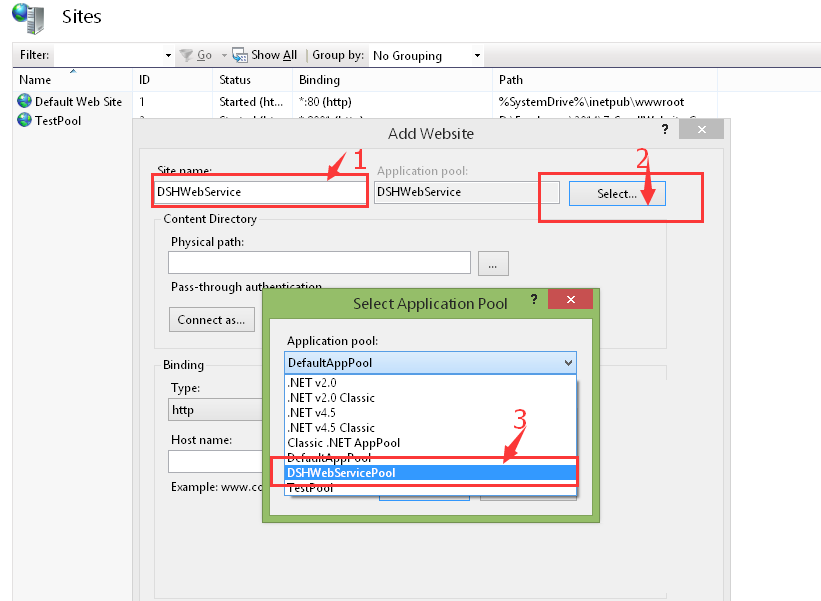 Sites
Filter: Go Show All Group by: No Grouping
Name ID Status Binding Path
Default Web Site 1 Started (ht... *:80 (http) %SystemDrive%\inetpub\wwwroot
TestPool
Add Website ?
1
2
Site name: Application pool:
DSHWebService DSHWebService Select...
Content Directory
Physical path:
...
Pass-through authentication
Connect as...
Select Application Pool ?
Application pool:
DefaultAppPool
.NET v2.0
.NET v2.0 Classic
.NET v4.5
.NET v4.5 Classic
Classic .NET AppPool
DefaultAppPool
DSHWebServicePool
TestPool
3
Binding
Type:
http
Host name:
Example: www.co